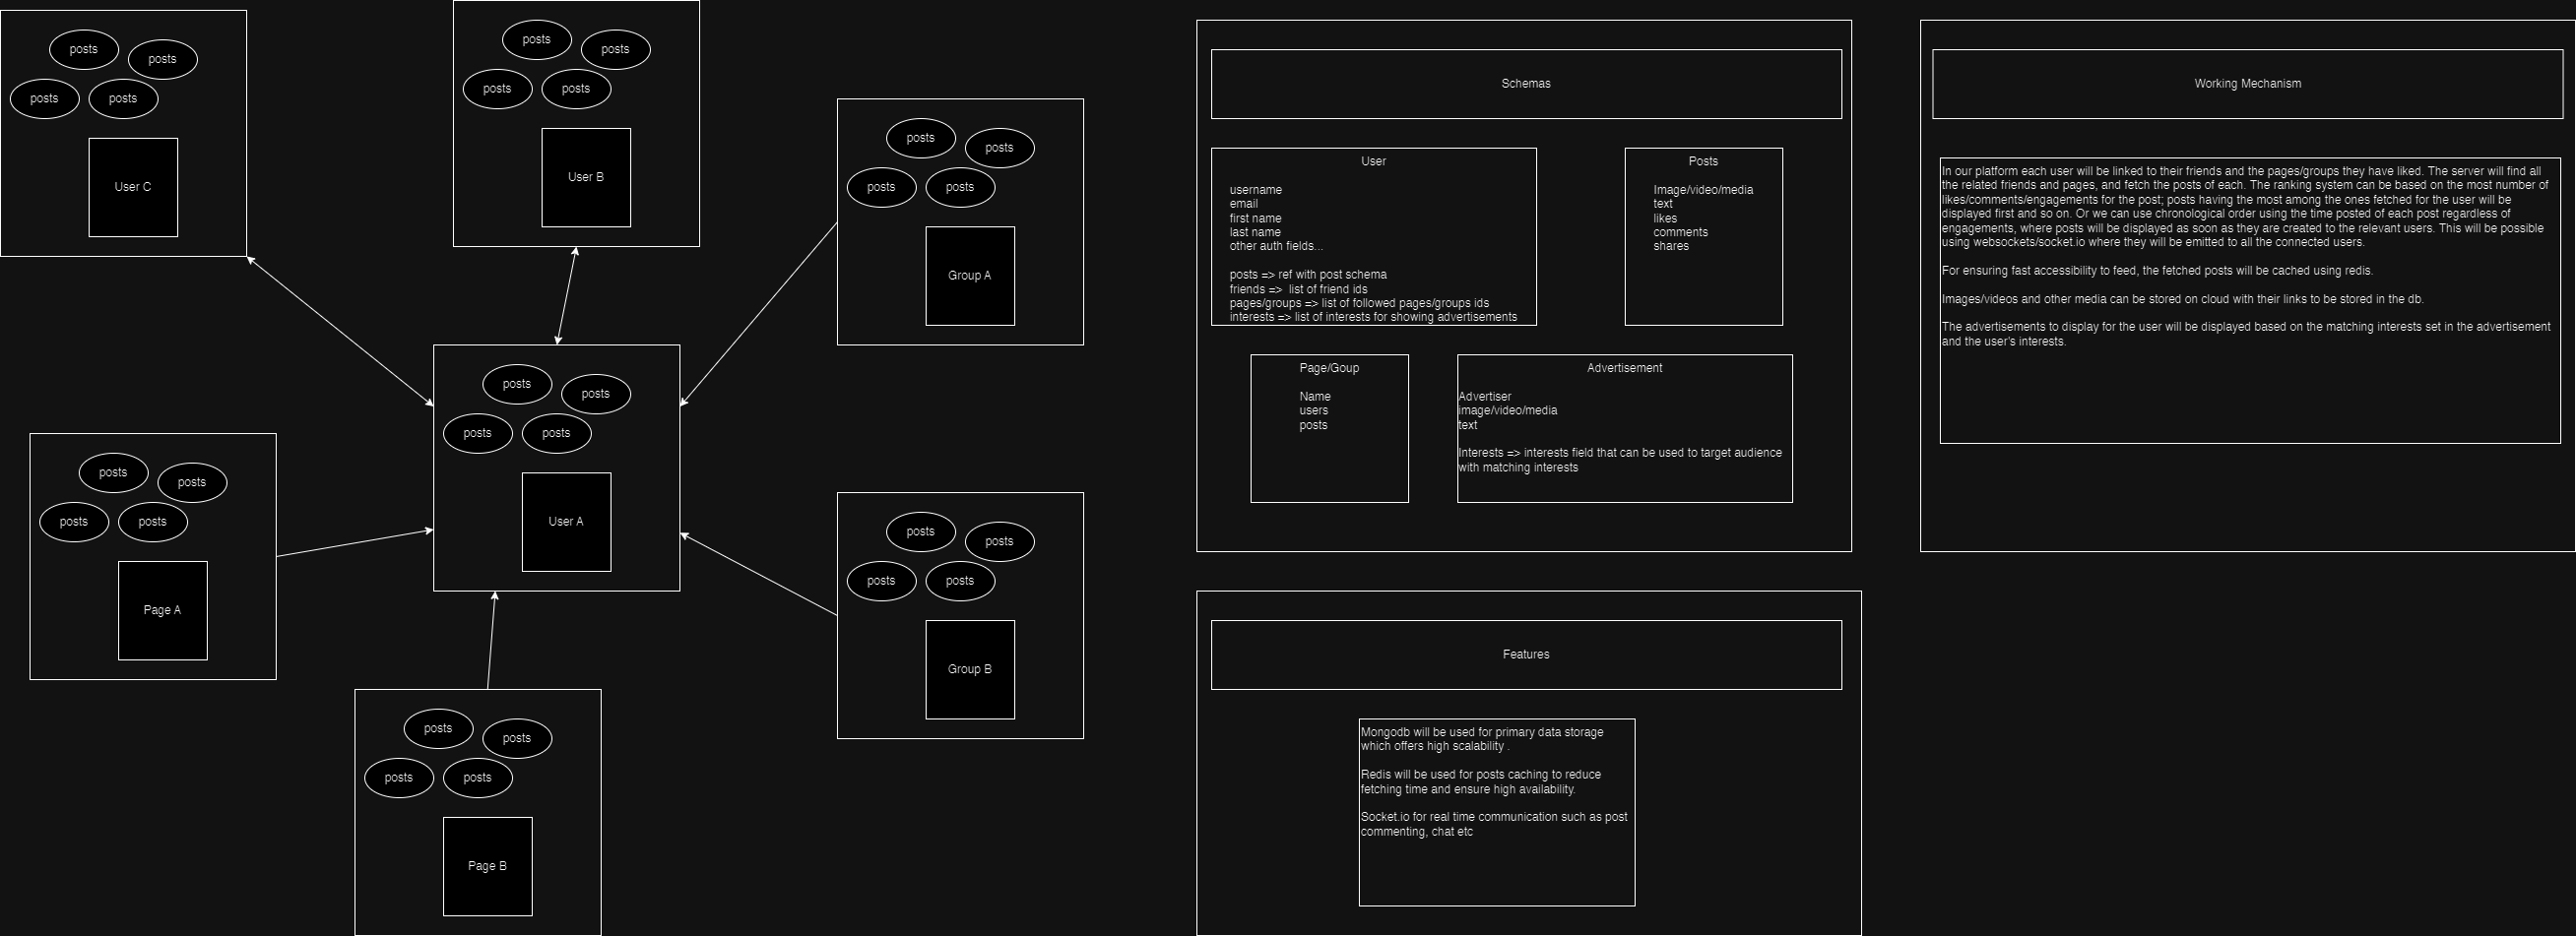 posts
posts
posts
posts
User C
posts
posts
posts
posts
User B
posts
posts
posts
posts
Group A
posts
posts
posts
posts
User A
posts
posts
posts
posts
Page A
posts
posts
posts
posts
Group B
posts
posts
posts
posts
Page B
Schemas
User
username
email
first name
last name
other auth fields...
posts => ref with post schema
friends => list of friend ids
pages/groups => list of followed pages/groups ids
interests => list of interests for showing advertisements
Posts
Image/video/media
text
likes
comments
shares
Page/Goup
Name
users
posts
Advertisement
Advertiser
image/video/media
text
Interests => interests field that can be used to target audience
with matching interests
Features
Mongodb will be used for primary data storage
which offers high scalability .
Redis will be used for posts caching to reduce
fetching time and ensure high availability.
Socket.io for real time communication such as post
commenting, chat etc
Working Mechanism
In our platform each user will be linked to their friends and the pages/groups they have liked. The server will find all
the related friends and pages, and fetch the posts of each. The ranking system can be based on the most number of
likes/comments/engagements for the post; posts having the most among the ones fetched for the user will be
displayed first and so on. Or we can use chronological order using the time posted of each post regardless of
engagements, where posts will be displayed as soon as they are created to the relevant users. This will be possible
using websockets/socket.io where they will be emitted to all the connected users.
For ensuring fast accessibility to feed, the fetched posts will be cached using redis.
Images/videos and other media can be stored on cloud with their links to be stored in the db.
The advertisements to display for the user will be displayed based on the matching interests set in the advertisement
and the user's interests.